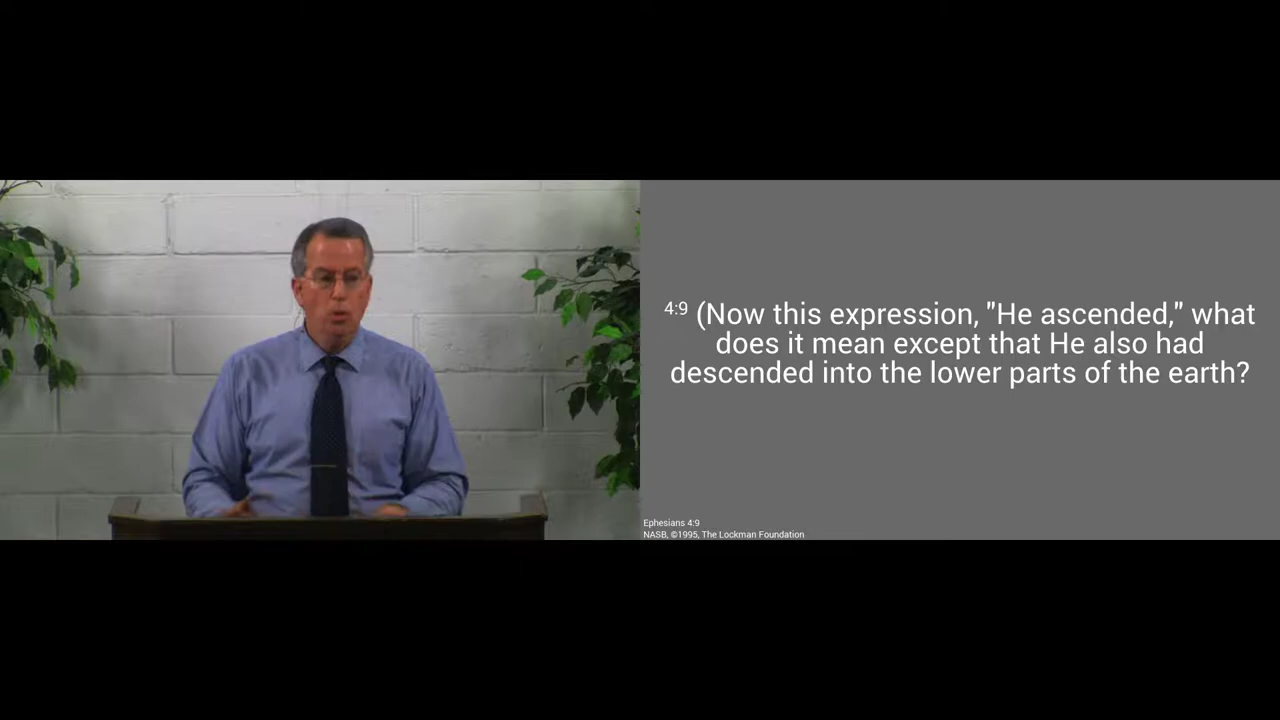 4:9 (Now this expression, "He ascended," what
does it mean except that He also had
descended into the lower parts of the earth?
Ephesians 4:9
NASB, ©1995, The Lockman Foundation